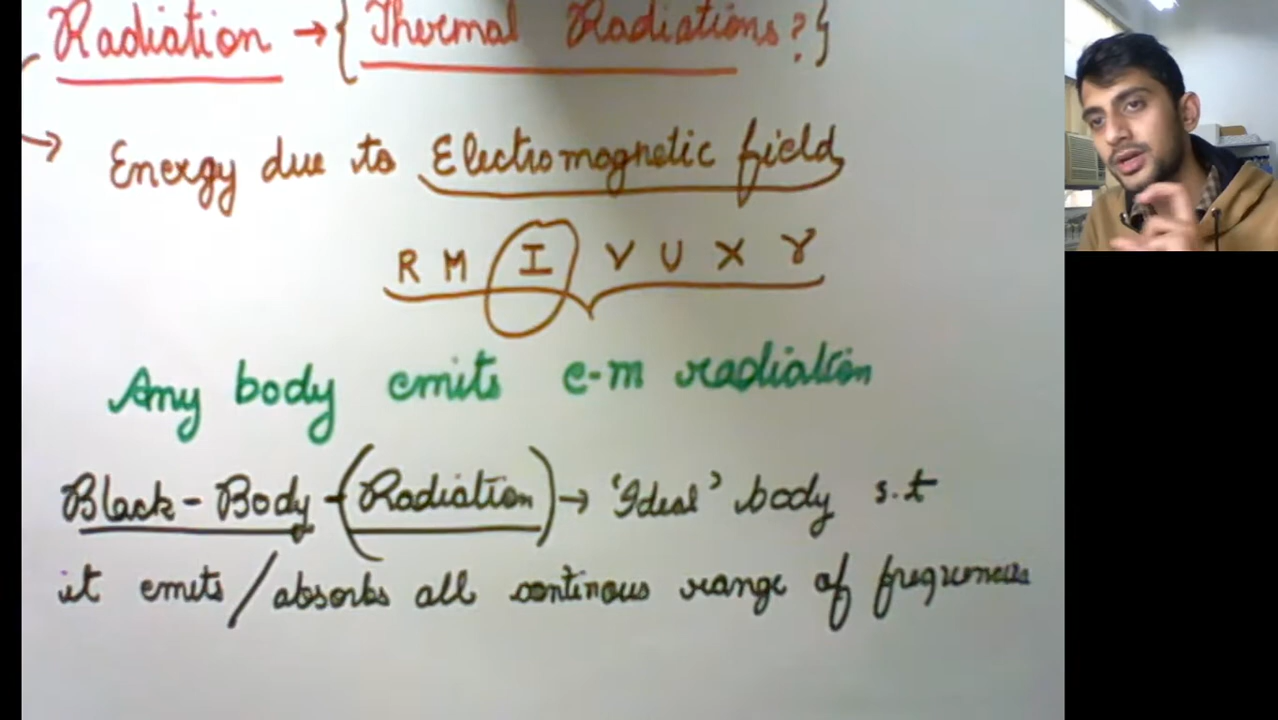 Radiation → { Thermal Radiations? }
→ Energy due to Electromagnetic field
R M I V U X γ
Any body emits e-m radiation
Black-Body - (Radiation) → 'Ideal' body s.t
it emits / absorbs all continous range of frequencies